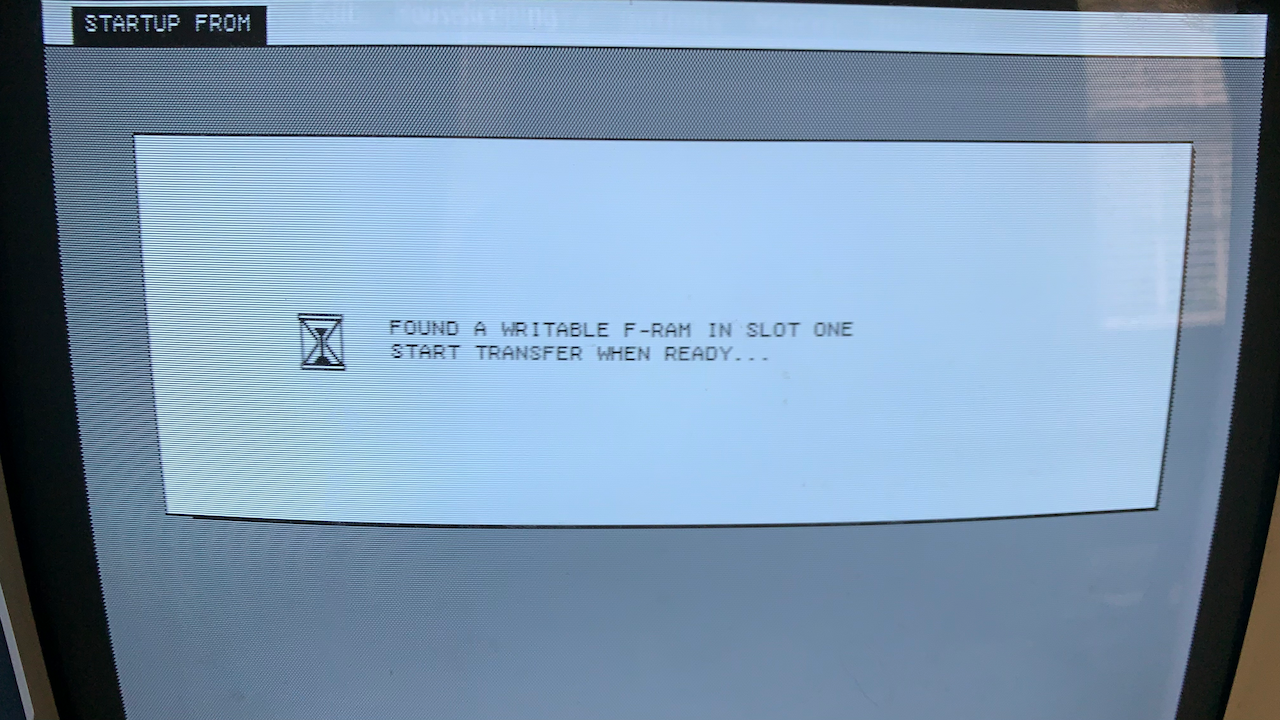 STARTUP FROM
FOUND A WRITABLE F-RAM IN SLOT ONE
START TRANSFER WHEN READY...